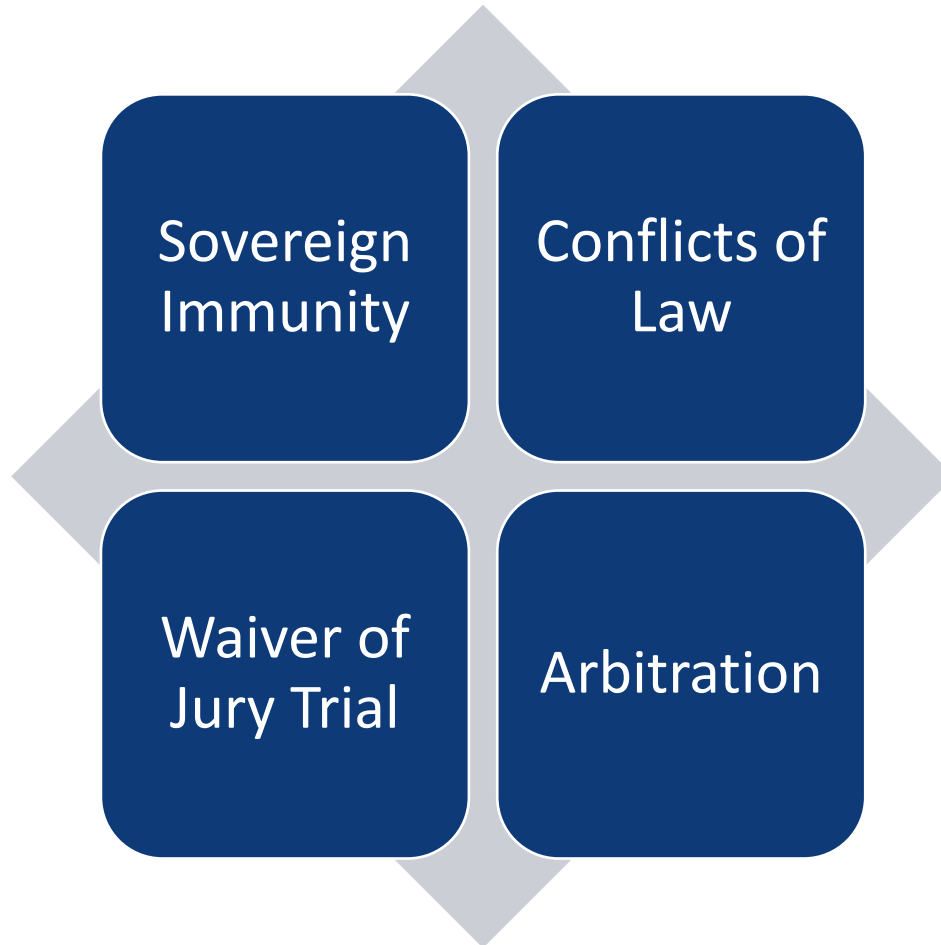 Sovereign
Immunity
Conflicts of
Law
Waiver of
Jury Trial
Arbitration